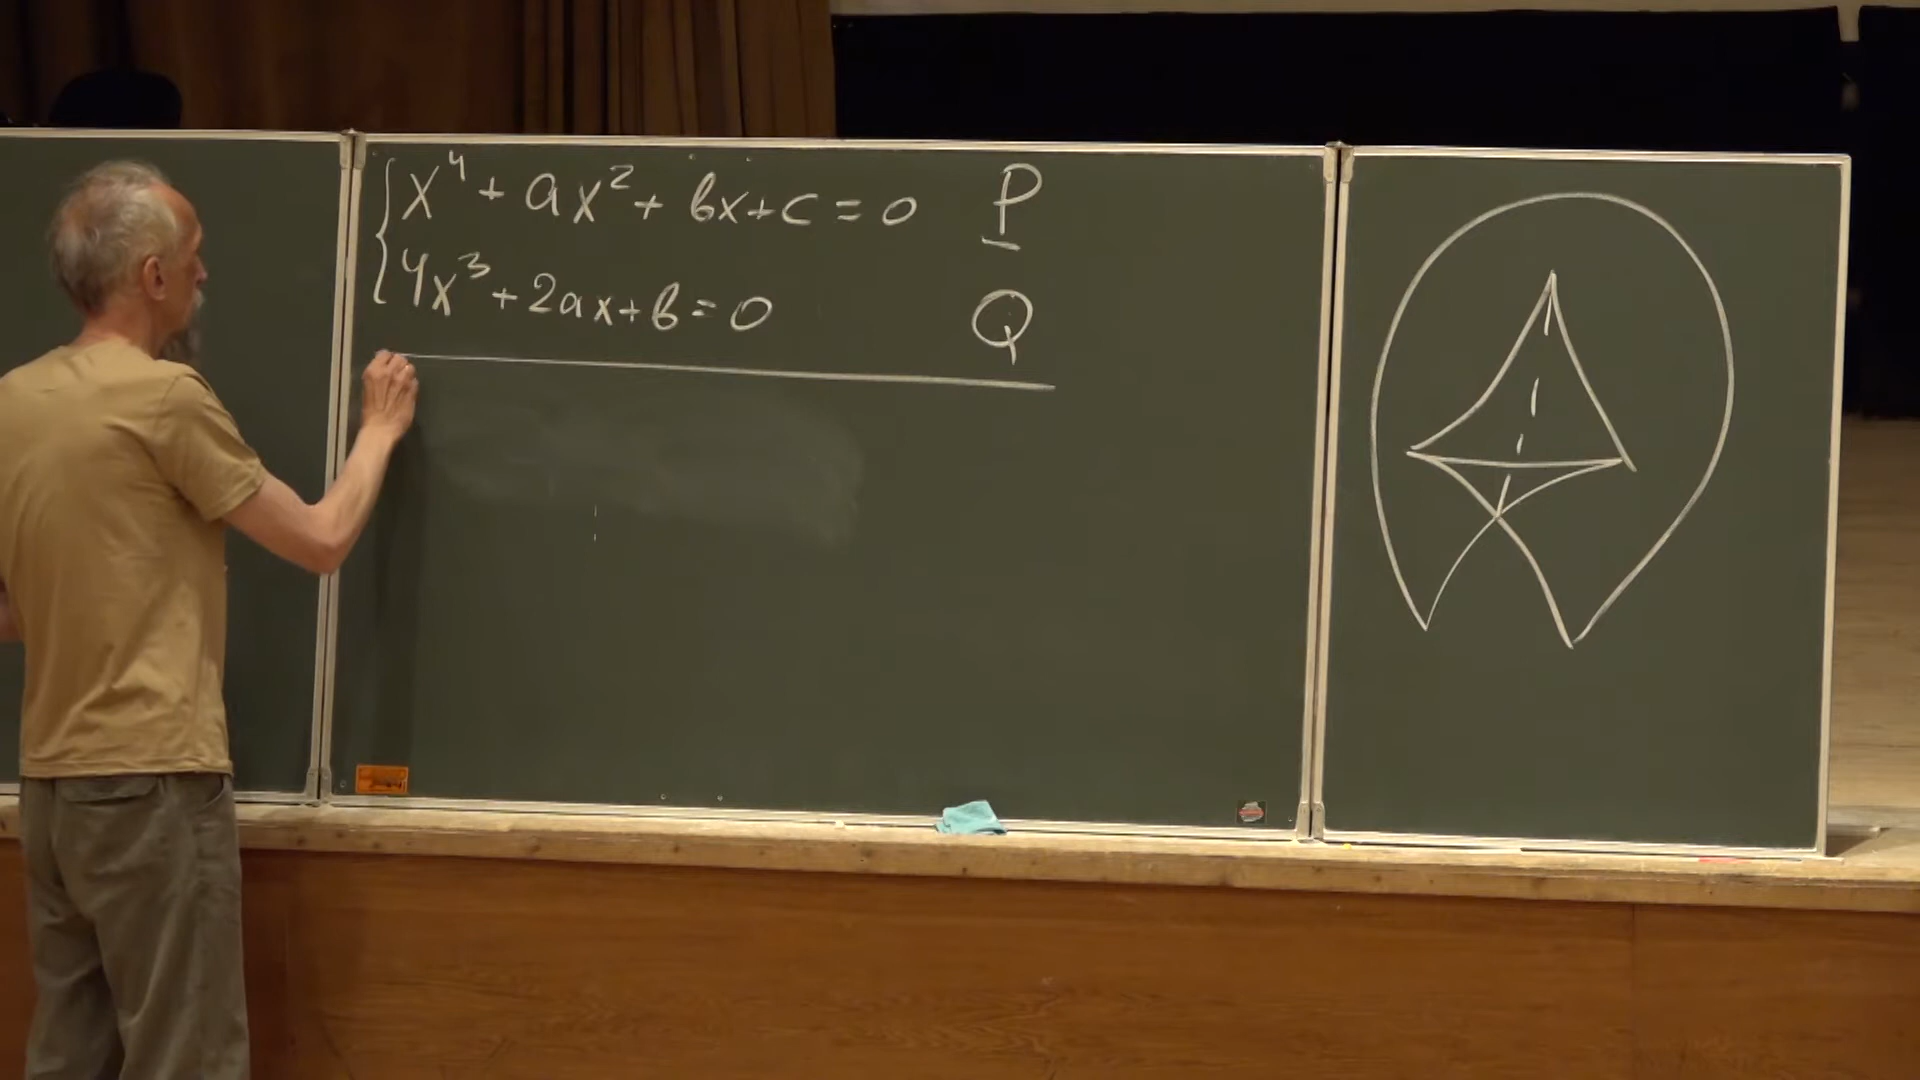 x⁴ + ax² + bx + c = 0 P
4x³ + 2ax + b = 0 Q